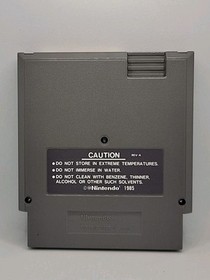 CAUTION
REV-A
• DO NOT STORE IN EXTREME TEMPERATURES.
• DO NOT IMMERSE IN WATER.
• DO NOT CLEAN WITH BENZENE, THINNER,
ALCOHOL OR OTHER SUCH SOLVENTS.
©®Nintendo® 1985